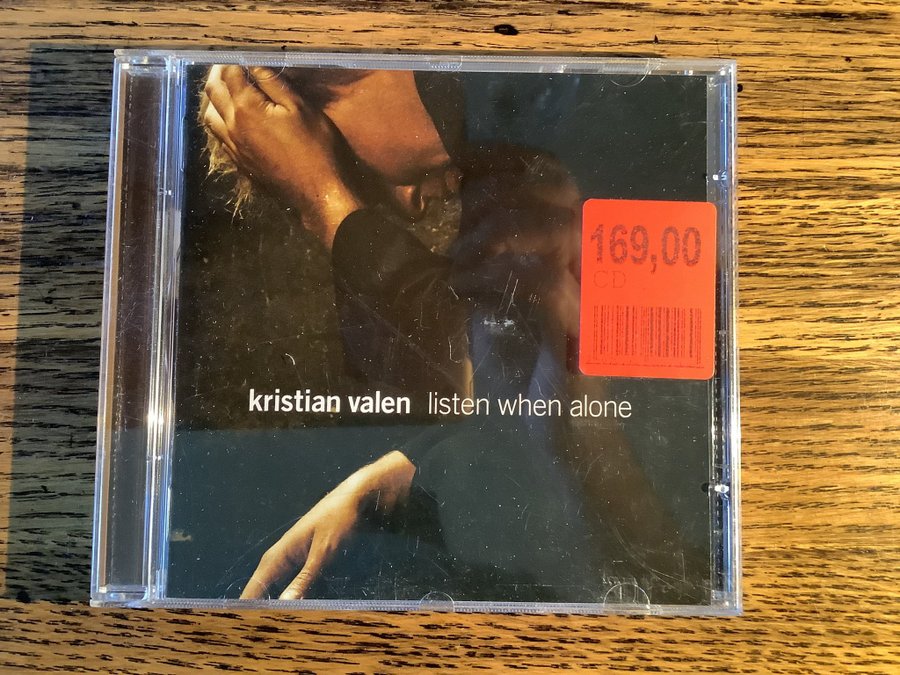 169,00
CD
kristian valen listen when alone